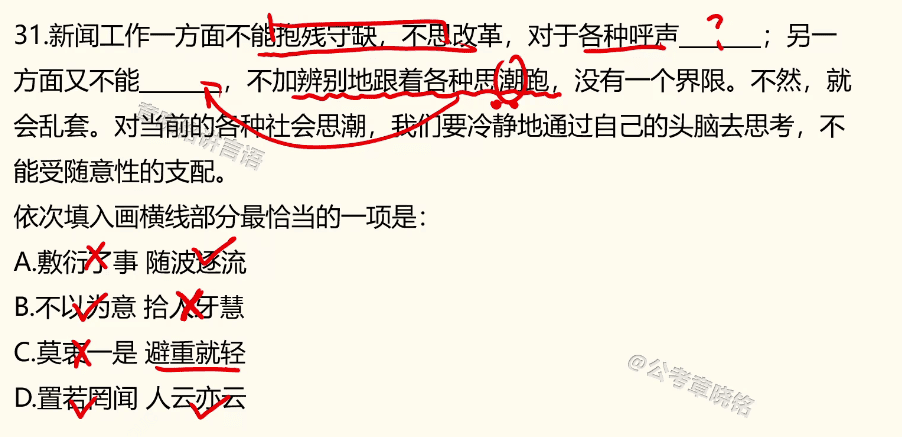 31.新闻工作一方面不能抱残守缺，不思改革，对于各种呼声______；另一
方面又不能______，不加辨别地跟着各种思潮跑，没有一个界限。不然，就
会乱套。对当前的各种社会思潮，我们要冷静地通过自己的头脑去思考，不
能受随意性的支配。
依次填入画横线部分最恰当的一项是：
A.敷衍了事 随波逐流
B.不以为意 拾人牙慧
C.莫衷一是 避重就轻
D.置若罔闻 人云亦云
?
@公考章晓铭